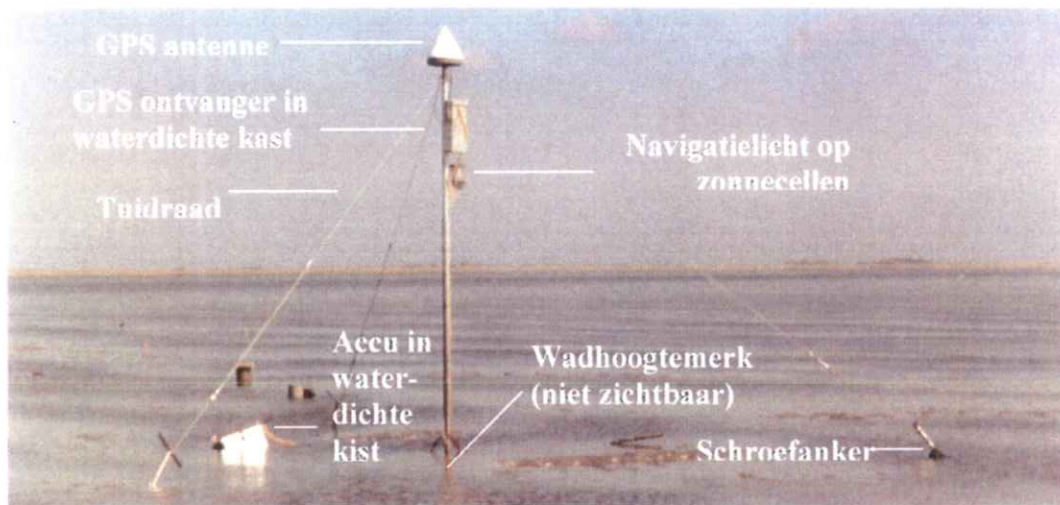 GPS antenne
GPS ontvanger in
waterdichte kast
Navigatielicht op
zonnecellen
Tuidraad
Accu in
water-
dichte
kist
Wadhoogtemerk
(niet zichtbaar)
Schroefanker